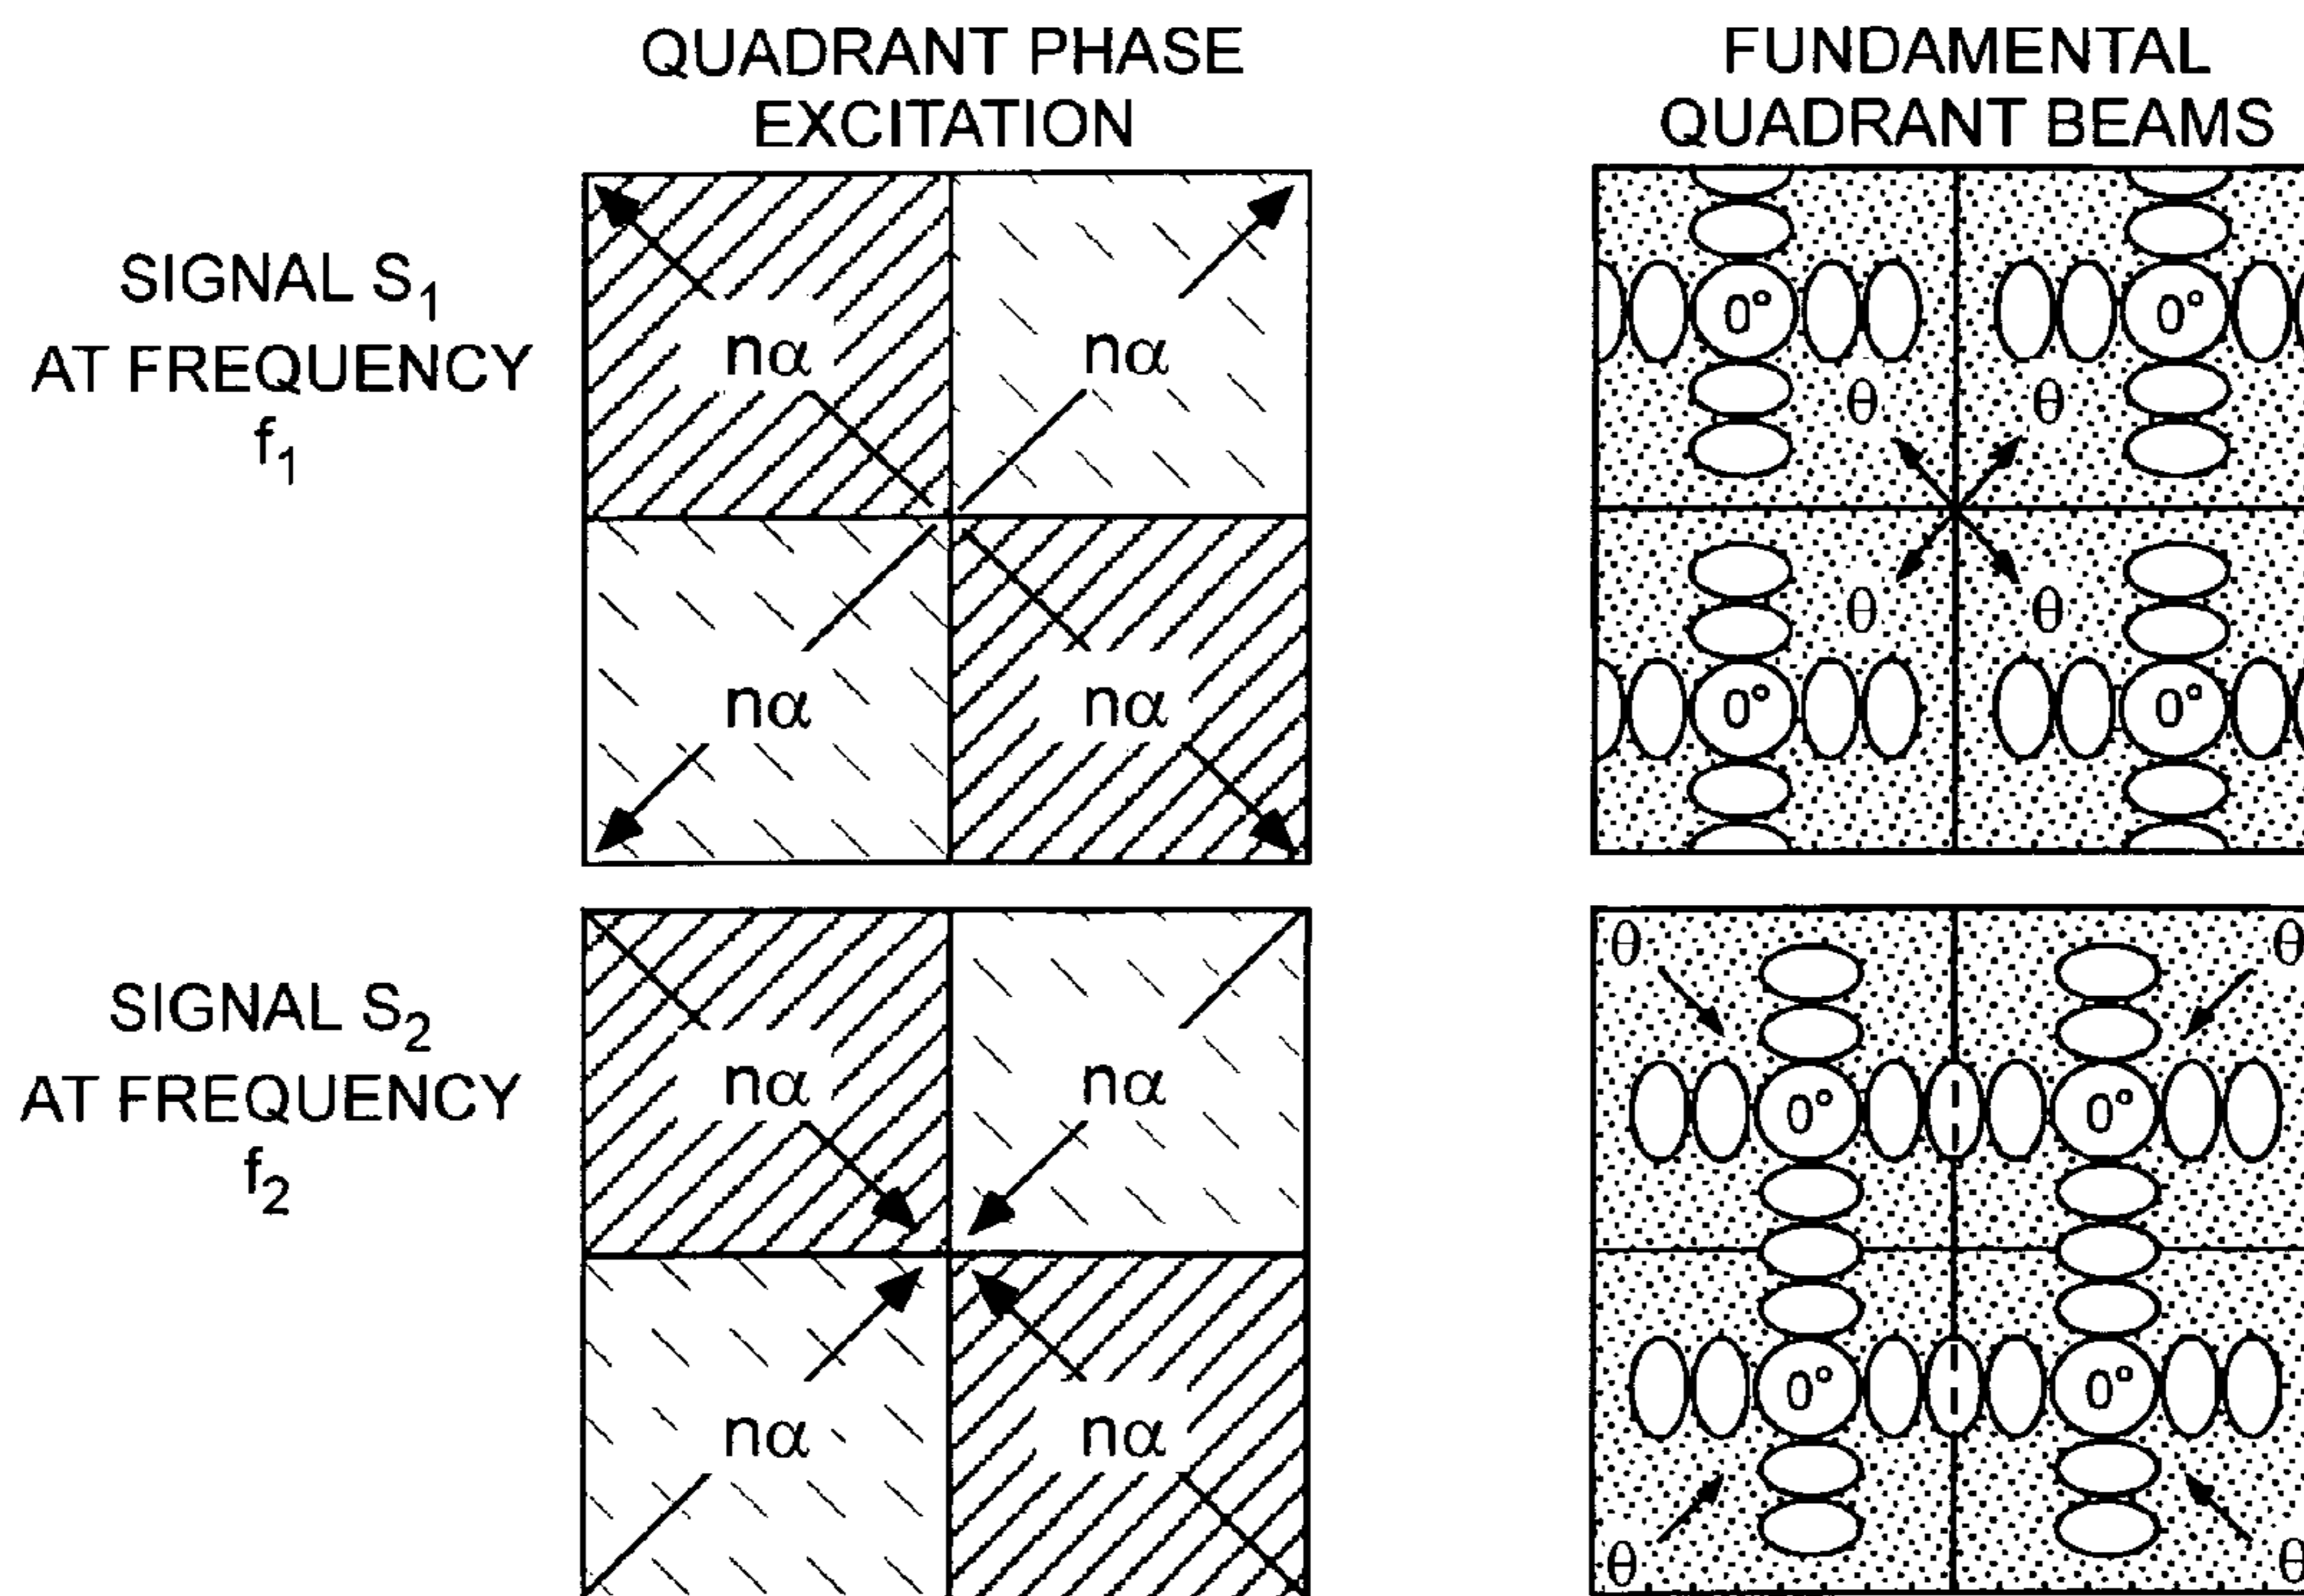 QUADRANT PHASE
EXCITATION
FUNDAMENTAL
QUADRANT BEAMS
SIGNAL S1
AT FREQUENCY
f1
nα
nα
nα
nα
0°
0°
θ
θ
θ
θ
0°
0°
SIGNAL S2
AT FREQUENCY
f2
nα
nα
nα
nα
θ
θ
0°
0°
0°
0°
θ
θ